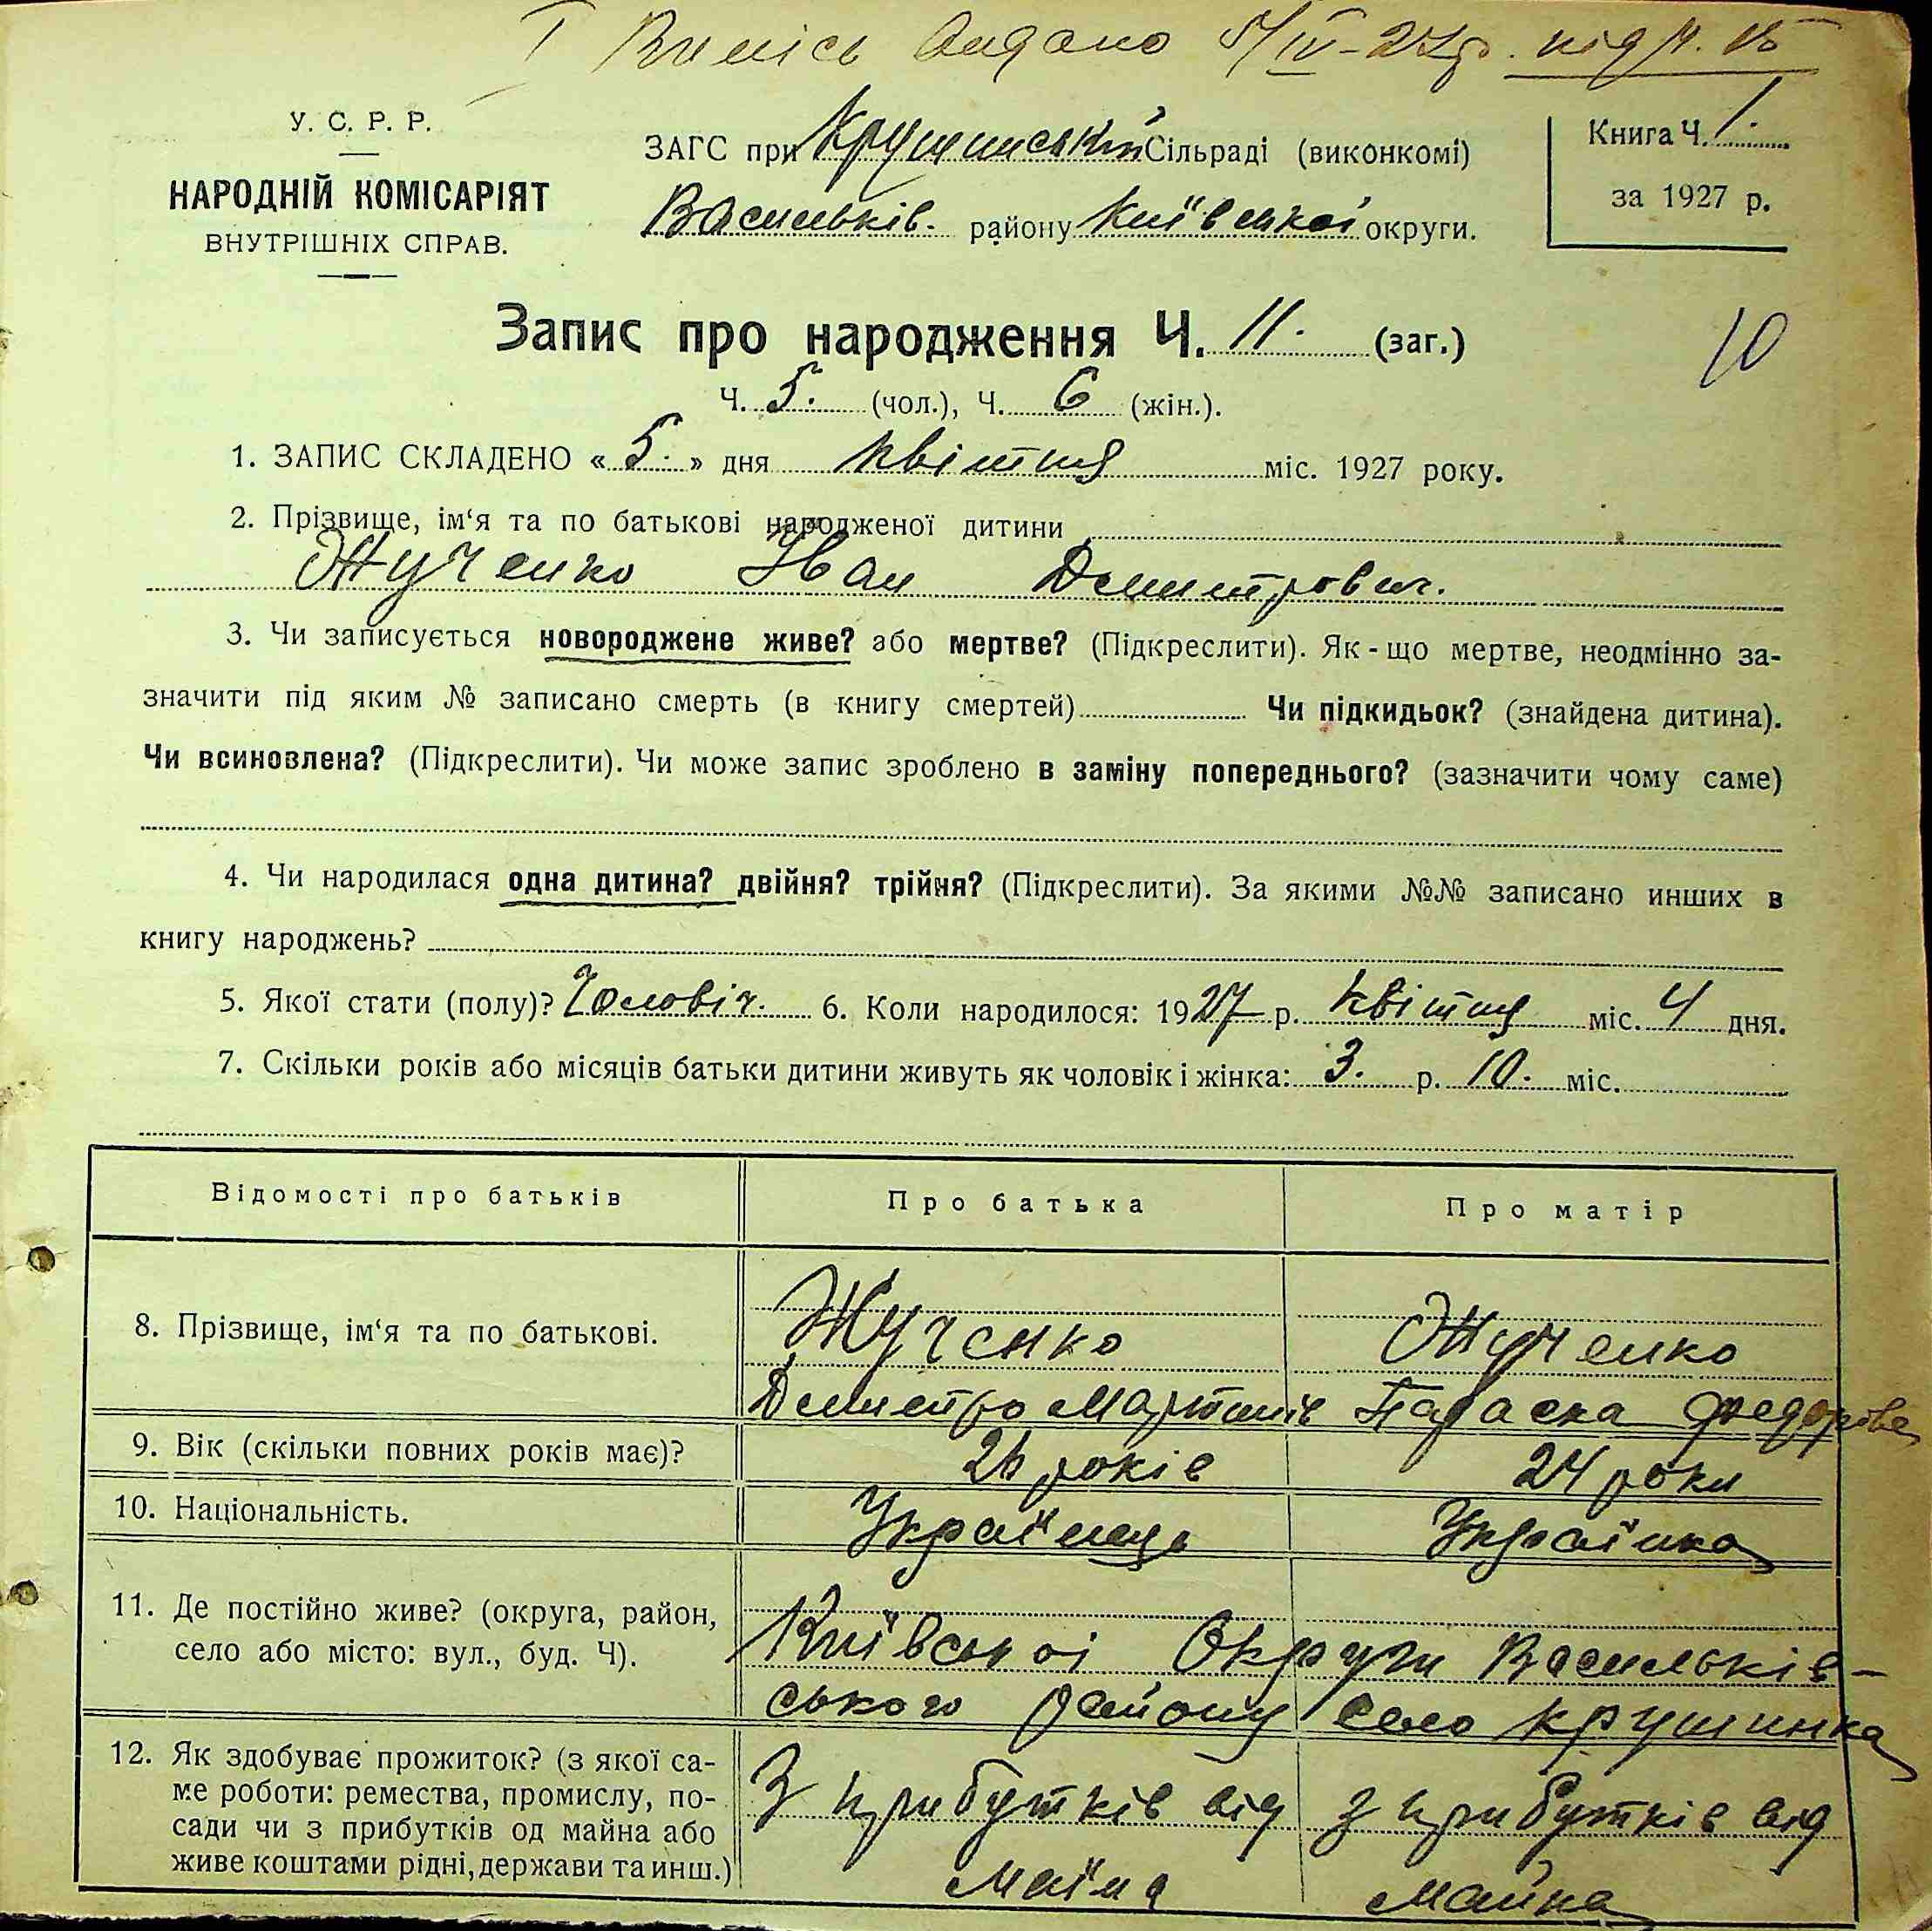 I Випись видано 5/IV-27р. під ч. 15
У. С. Р. Р.
НАРОДНІЙ КОМІСАРІЯТ
ВНУТРІШНІХ СПРАВ.
ЗАГС при Крушинській Сільраді (виконкомі)
Васильків. району Київської округи.
Книга Ч. 1.
за 1927 р.
Запис про народження Ч. 11. (заг.)
10
Ч. 5. (чол.), Ч. 6 (жін.).
1. ЗАПИС СКЛАДЕНО « 5. » дня квітня міс. 1927 року.
2. Прізвище, ім‘я та по батькові народженої дитини
Жученко Іван Демитрович.
3. Чи записується новороджене живе? або мертве? (Підкреслити). Як-що мертве, неодмінно за-
значити під яким № записано смерть (в книгу смертей) Чи підкидьок? (знайдена дитина).
Чи всиновлена? (Підкреслити). Чи може запис зроблено в заміну попереднього? (зазначити чому саме)
4. Чи народилася одна дитина? двійня? трійня? (Підкреслити). За якими №№ записано инших в
книгу народжень?
5. Якої стати (полу)? Чоловіч. 6. Коли народилося: 1927 р. квітня міс. 4 дня.
7. Скільки років або місяців батьки дитини живуть як чоловік і жінка: 3. р. 10. міс.
Відомості про батьків Про батька Про матір
8. Прізвище, ім‘я та по батькові.
Жученко Жученко
Демитро Мартинів Параска Федорівна
9. Вік (скільки повних років має)? 26 років 24 роки
10. Національність. Українець Українка
11. Де постійно живе? (округа, район,
село або місто: вул., буд. Ч).
Київської Округи Васильків-
ського району село Крушинка
12. Як здобуває прожиток? (з якої са-
ме роботи: ремества, промислу, по-
сади чи з прибутків од майна або
живе коштами рідні, держави та инш.)
З прибутків від з прибутків від
майна майна